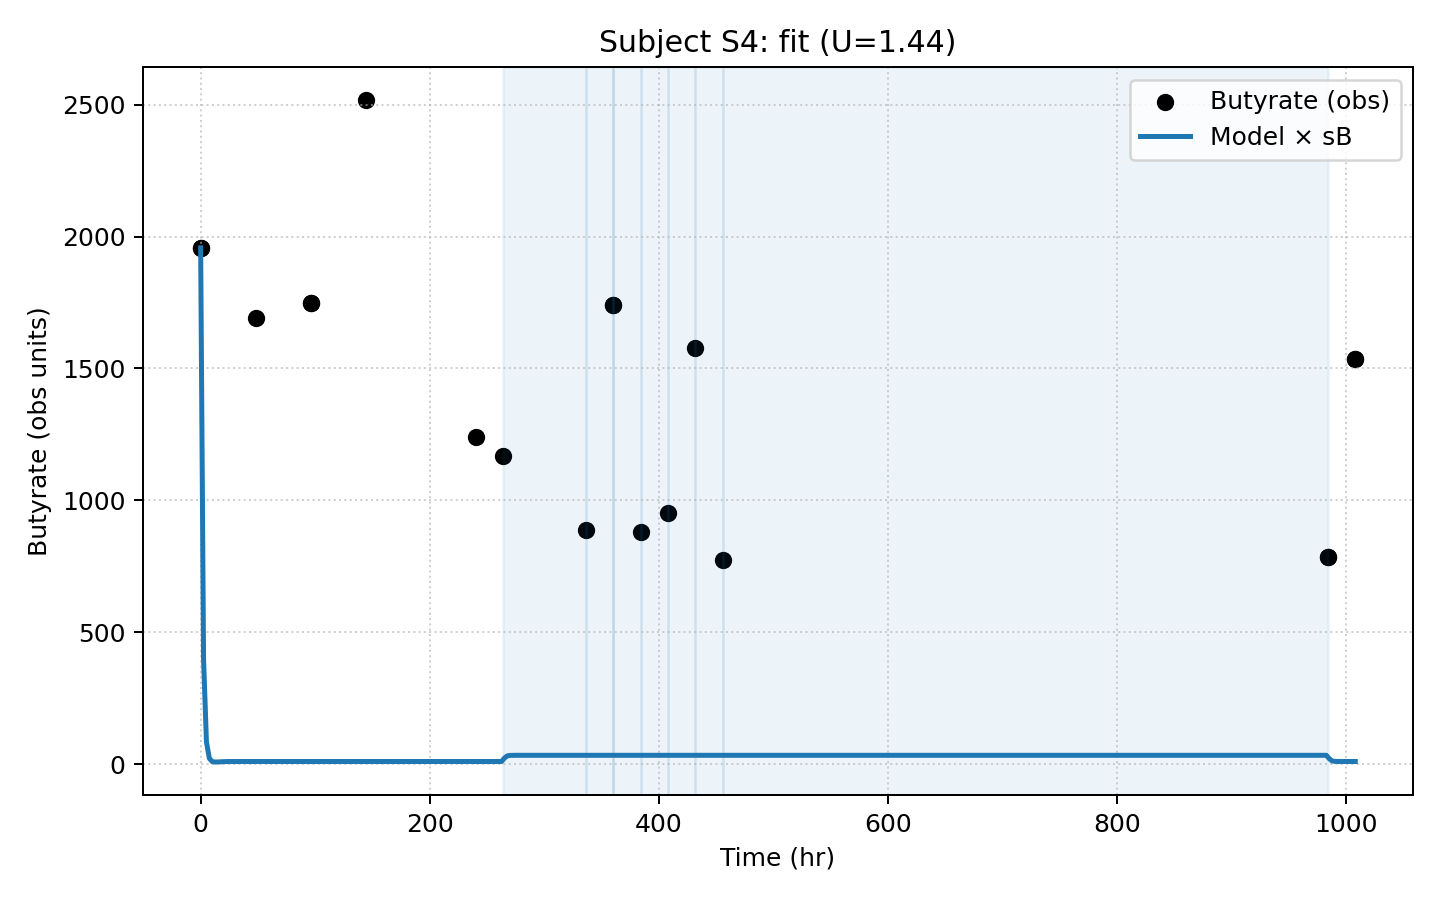 Subject S4: fit (U=1.44)
Butyrate (obs)
Model × sB
2500
2000
1500
1000
500
0
Butyrate (obs units)
0 200 400 600 800 1000
Time (hr)